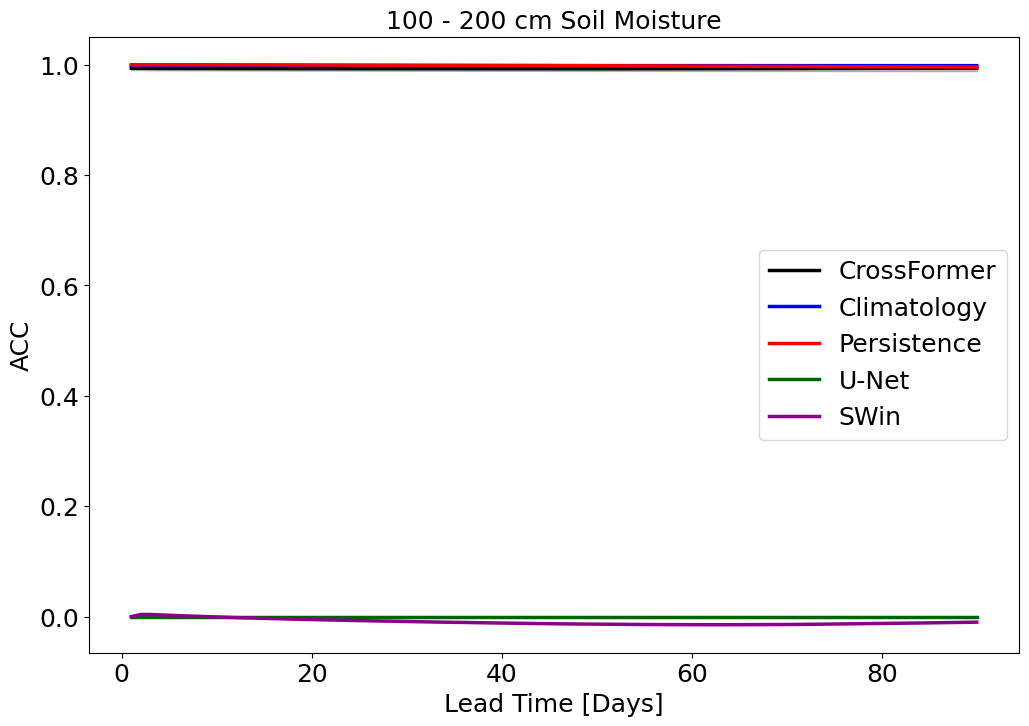 100 - 200 cm Soil Moisture
1.0
0.8
0.6
0.4
0.2
0.0
ACC
CrossFormer
Climatology
Persistence
U-Net
SWin
0 20 40 60 80
Lead Time [Days]